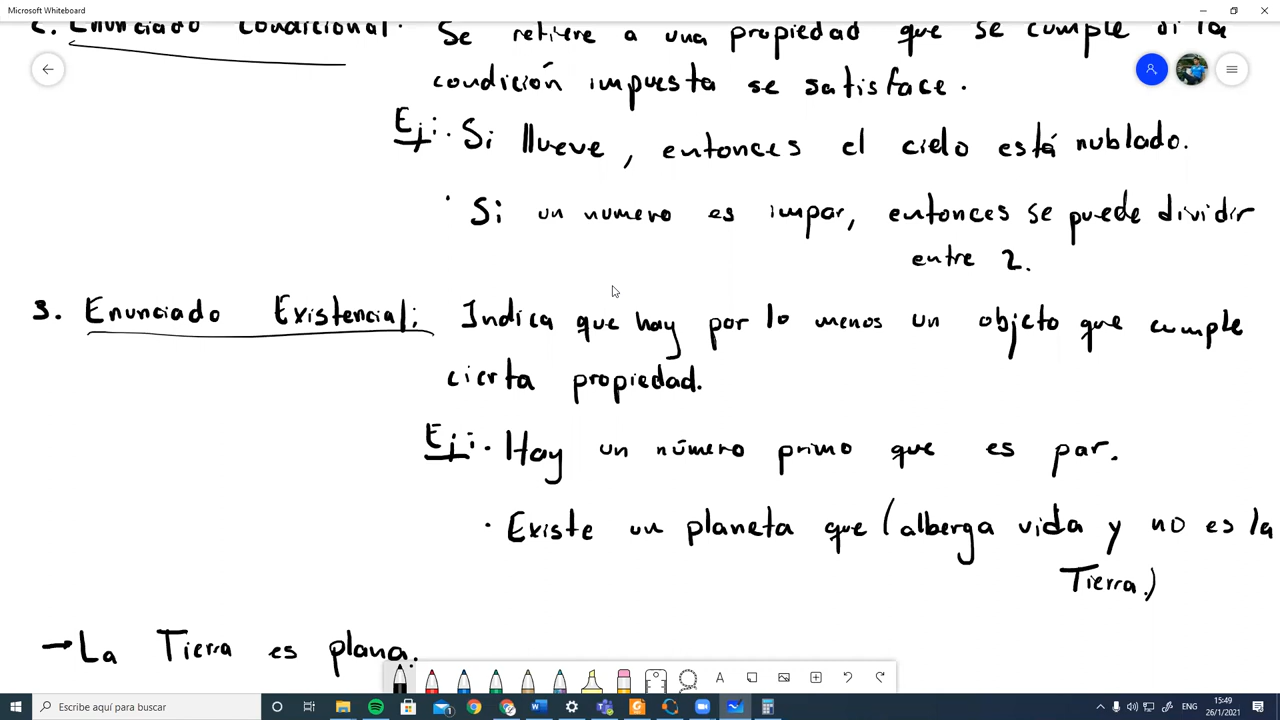 Microsoft Whiteboard
2. Enunciado Condicional: Se refiere a una propiedad que se cumple si la
condición impuesta se satisface.
Ej: · Si llueve, entonces el cielo está nublado.
· Si un numero es impar, entonces se puede dividir
entre 2.
3. Enunciado Existencial: Indica que hay por lo menos un objeto que cumple
cierta propiedad.
Ej: · Hay un número primo que es par.
· Existe un planeta que (alberga vida y no es la
Tierra.)
→ La Tierra es plana.
Escribe aquí para buscar
15:49
26/1/2021